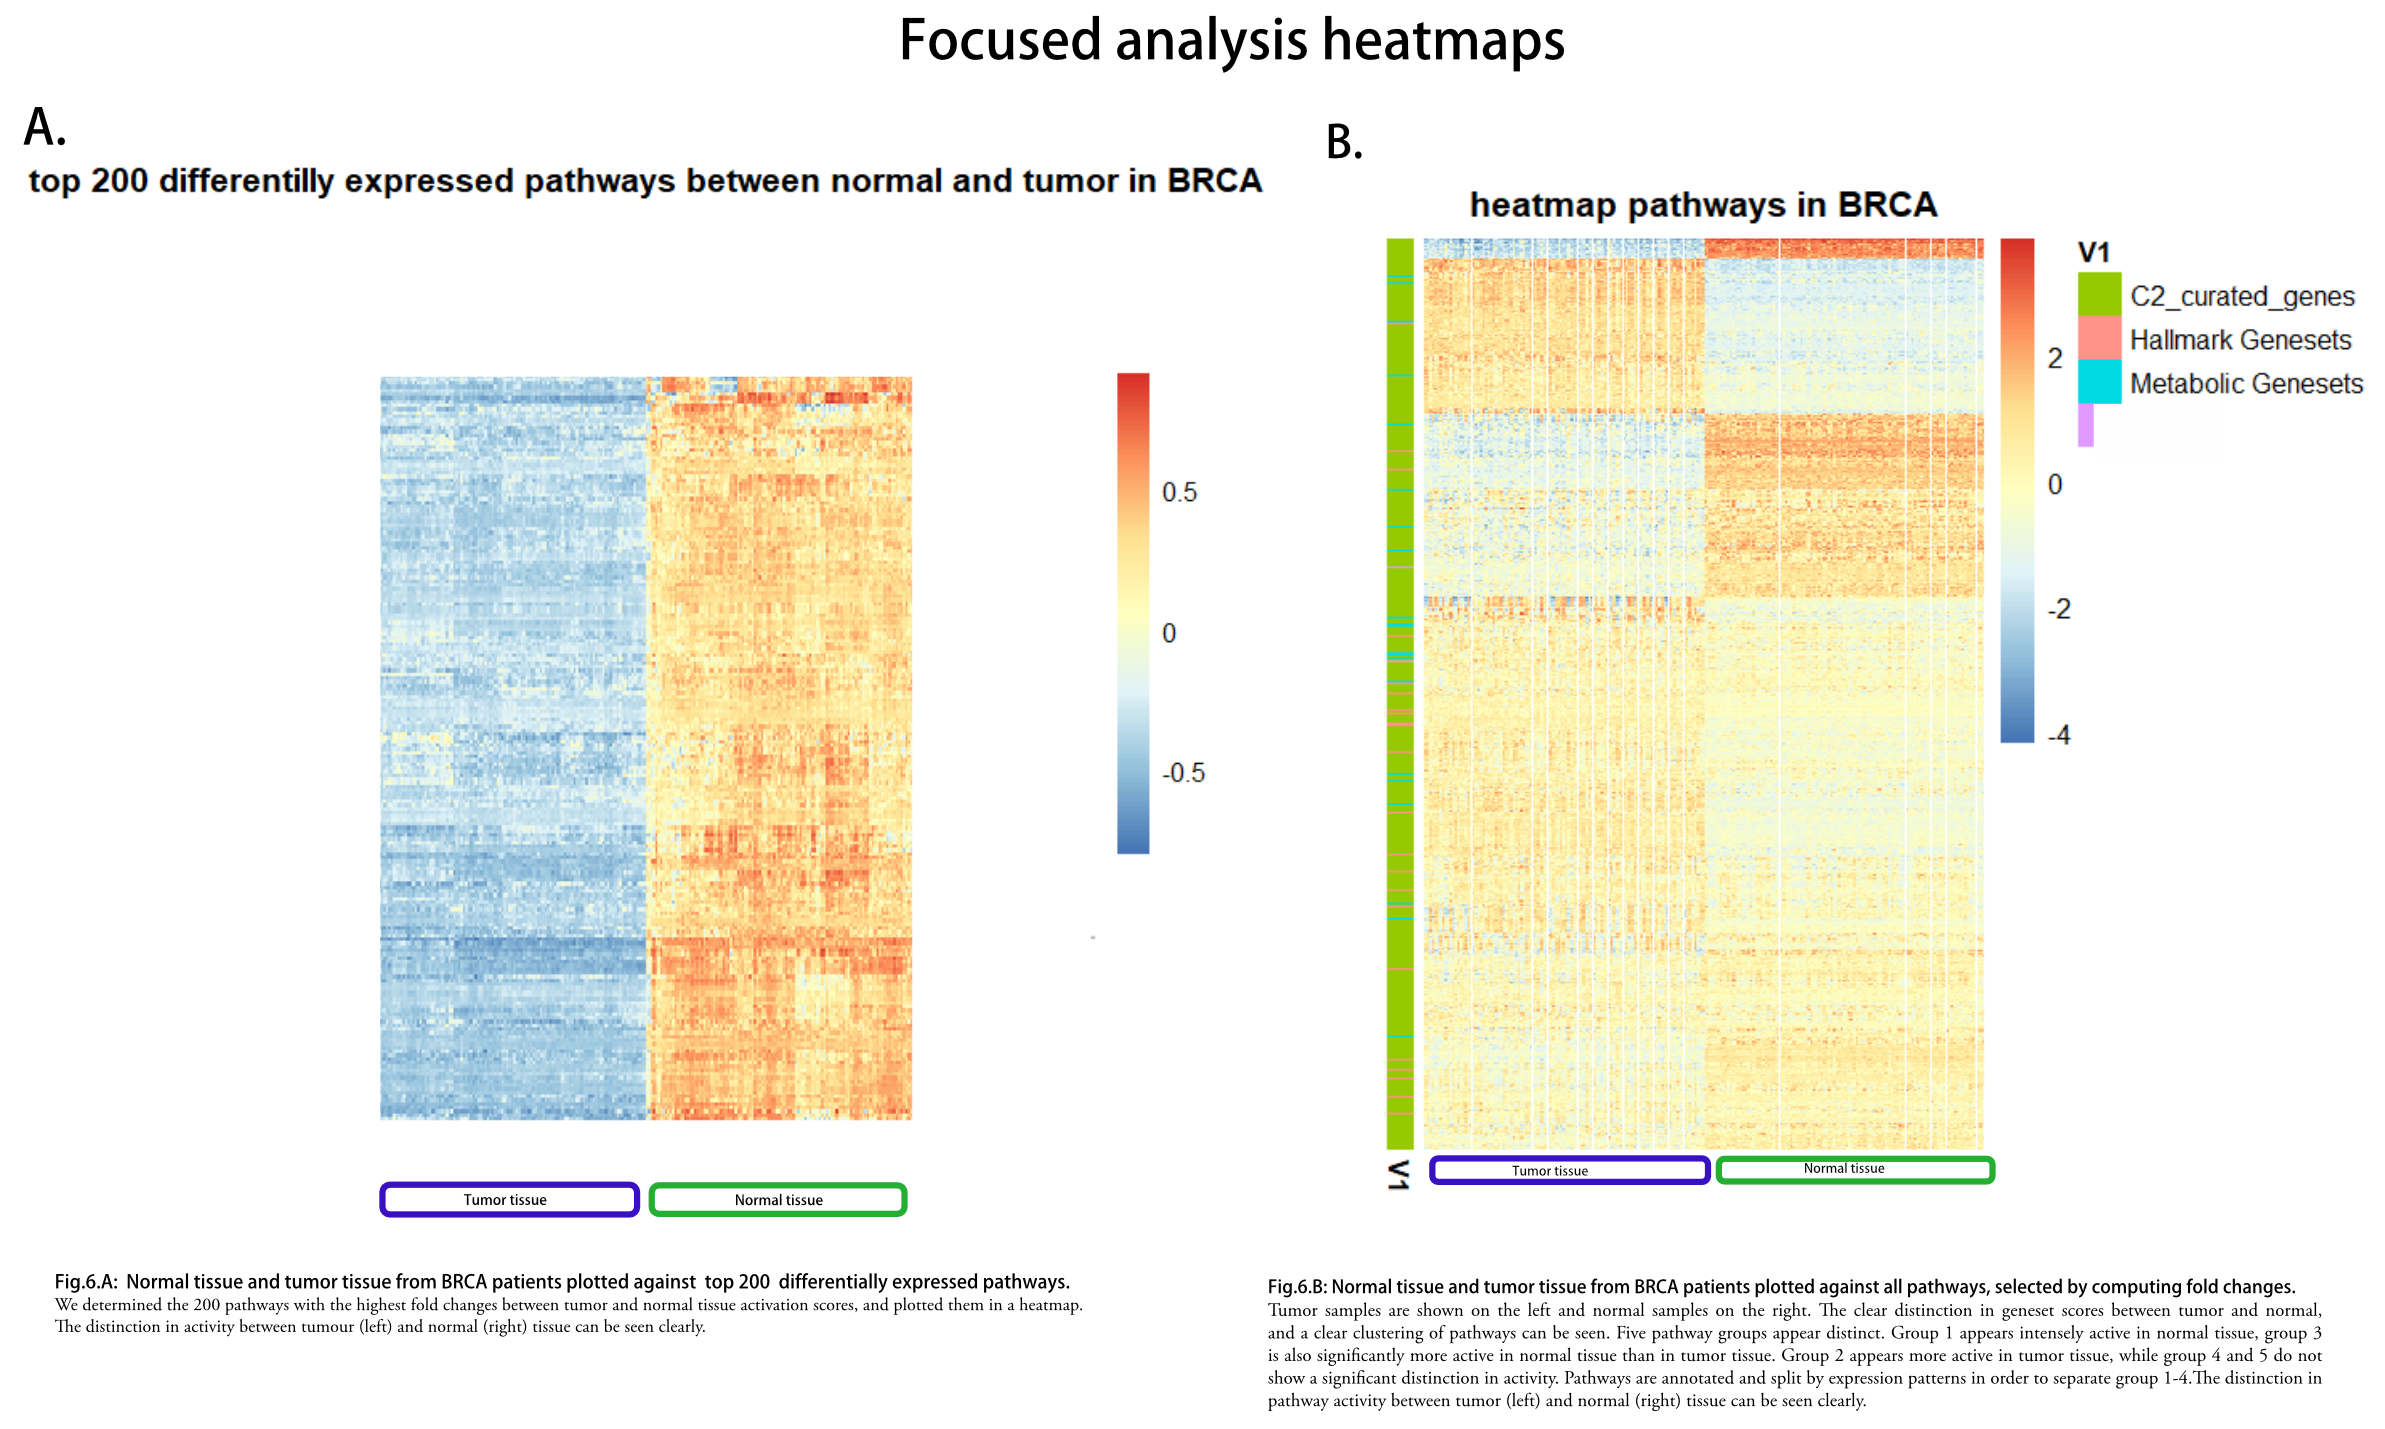 Focused analysis heatmaps
A.
top 200 differentilly expressed pathways between normal and tumor in BRCA
0.5
0
-0.5
Tumor tissue
Normal tissue
Fig.6.A: Normal tissue and tumor tissue from BRCA patients plotted against top 200 differentially expressed pathways.
We determined the 200 pathways with the highest fold changes between tumor and normal tissue activation scores, and plotted them in a heatmap.
The distinction in activity between tumour (left) and normal (right) tissue can be seen clearly.
B.
heatmap pathways in BRCA
2
0
-2
-4
V1
C2_curated_genes
Hallmark Genesets
Metabolic Genesets
V1
Tumor tissue
Normal tissue
Fig.6.B: Normal tissue and tumor tissue from BRCA patients plotted against all pathways, selected by computing fold changes.
Tumor samples are shown on the left and normal samples on the right. The clear distinction in geneset scores between tumor and normal,
and a clear clustering of pathways can be seen. Five pathway groups appear distinct. Group 1 appears intensely active in normal tissue, group 3
is also significantly more active in normal tissue than in tumor tissue. Group 2 appears more active in tumor tissue, while group 4 and 5 do not
show a significant distinction in activity. Pathways are annotated and split by expression patterns in order to separate group 1-4.The distinction in
pathway activity between tumor (left) and normal (right) tissue can be seen clearly.